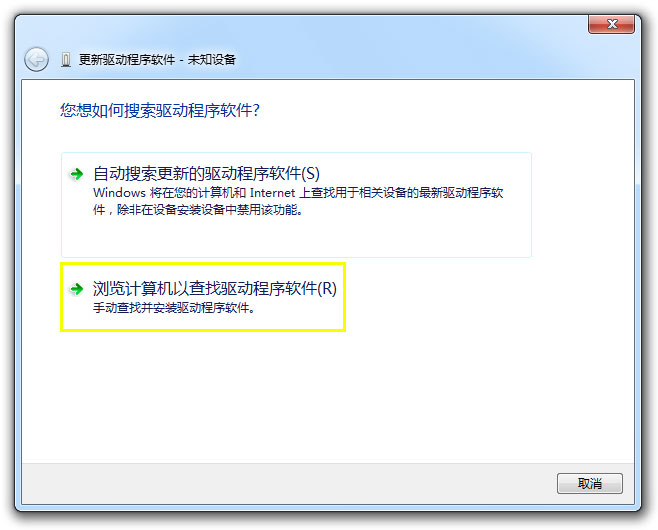 更新驱动程序软件 - 未知设备
您想如何搜索驱动程序软件?
自动搜索更新的驱动程序软件(S)
Windows 将在您的计算机和 Internet 上查找用于相关设备的最新驱动程序软
件，除非在设备安装设备中禁用该功能。
浏览计算机以查找驱动程序软件(R)
手动查找并安装驱动程序软件。
取消